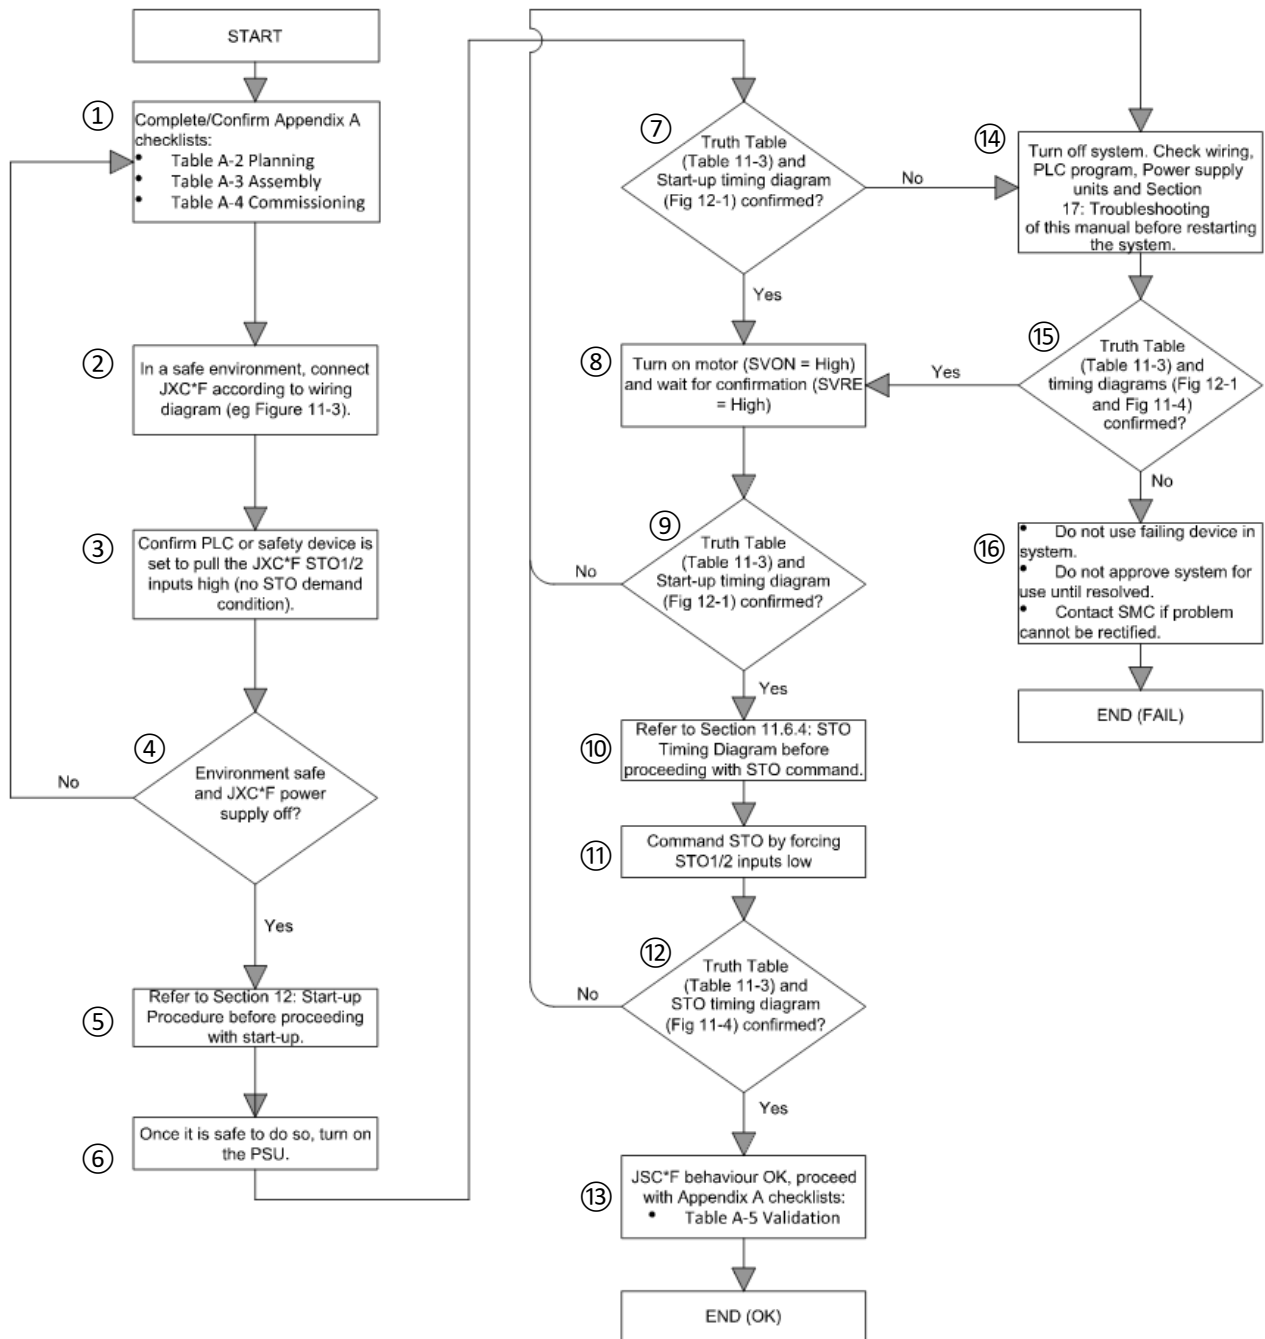 START
①
Complete/Confirm Appendix A
checklists:
• Table A-2 Planning
• Table A-3 Assembly
• Table A-4 Commissioning
②
In a safe environment, connect
JXC*F according to wiring
diagram (eg Figure 11-3).
③
Confirm PLC or safety device is
set to pull the JXC*F STO1/2
inputs high (no STO demand
condition).
④
Environment safe
and JXC*F power
supply off?
No
Yes
⑤
Refer to Section 12: Start-up
Procedure before proceeding
with start-up.
⑥
Once it is safe to do so, turn on
the PSU.
⑦
Truth Table
(Table 11-3) and
Start-up timing diagram
(Fig 12-1) confirmed?
No
Yes
⑧
Turn on motor (SVON = High)
and wait for confirmation (SVRE
= High)
⑨
Truth Table
(Table 11-3) and
Start-up timing diagram
(Fig 12-1) confirmed?
No
Yes
⑩
Refer to Section 11.6.4: STO
Timing Diagram before
proceeding with STO command.
⑪
Command STO by forcing
STO1/2 inputs low
⑫
Truth Table
(Table 11-3) and
STO timing diagram
(Fig 11-4) confirmed?
No
Yes
⑬
JSC*F behaviour OK, proceed
with Appendix A checklists:
• Table A-5 Validation
END (OK)
⑭
Turn off system. Check wiring,
PLC program, Power supply
units and Section
17: Troubleshooting
of this manual before restarting
the system.
⑮
Truth Table
(Table 11-3) and
timing diagrams (Fig 12-1
and Fig 11-4)
confirmed?
Yes
No
⑯
• Do not use failing device in
system.
• Do not approve system for
use until resolved.
• Contact SMC if problem
cannot be rectified.
END (FAIL)